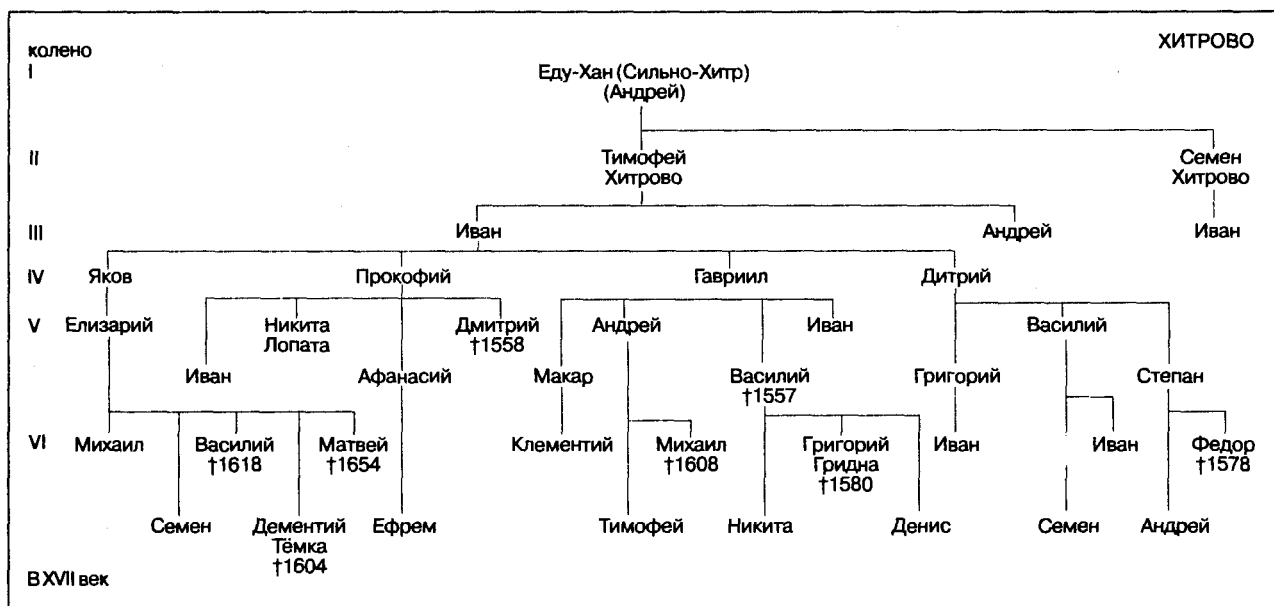 ХИТРОВО
колено
I
Еду-Хан (Сильно-Хитр)
(Андрей)
II
Тимофей
Хитрово
Семен
Хитрово
III
Иван
Андрей
Иван
IV
Яков
Прокофий
Гавриил
Дитрий
V
Елизарий
Никита
Лопата
Дмитрий
†1558
Андрей
Иван
Василий
Иван
Афанасий
Макар
Василий
†1557
Григорий
Степан
VI
Михаил
Василий
†1618
Матвей
†1654
Клементий
Михаил
†1608
Григорий
Гридна
†1580
Иван
Иван
Федор
†1578
Семен
Дементий
Тёмка
†1604
Ефрем
Тимофей
Никита
Денис
Семен
Андрей
В XVII век